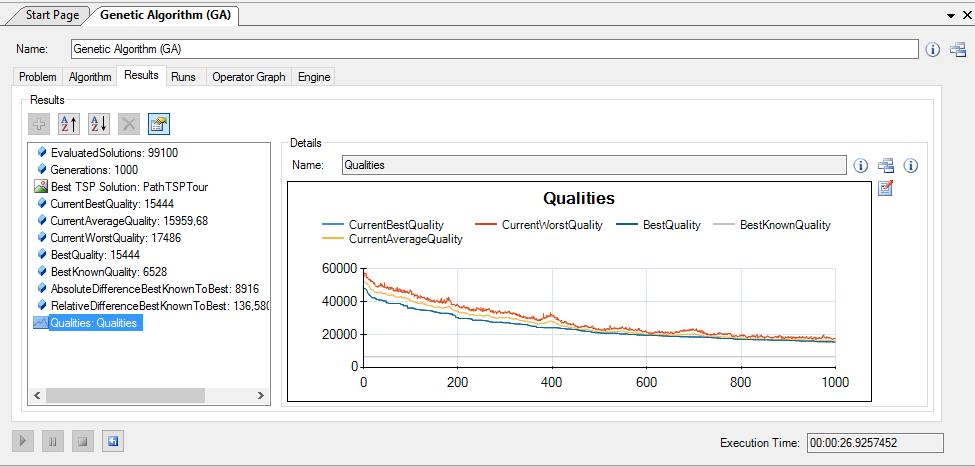 Start Page Genetic Algorithm (GA)
Name: Genetic Algorithm (GA)
Problem Algorithm Results Runs Operator Graph Engine
Results
EvaluatedSolutions: 99100
Generations: 1000
Best TSP Solution: PathTSPTour
CurrentBestQuality: 15444
CurrentAverageQuality: 15959,68
CurrentWorstQuality: 17486
BestQuality: 15444
BestKnownQuality: 6528
AbsoluteDifferenceBestKnownToBest: 8916
RelativeDifferenceBestKnownToBest: 136,580
Qualities: Qualities
Details
Name: Qualities
Qualities
CurrentBestQuality CurrentWorstQuality BestQuality BestKnownQuality
CurrentAverageQuality
60000
40000
20000
0
0 200 400 600 800 1000
Execution Time: 00:00:26.9257452